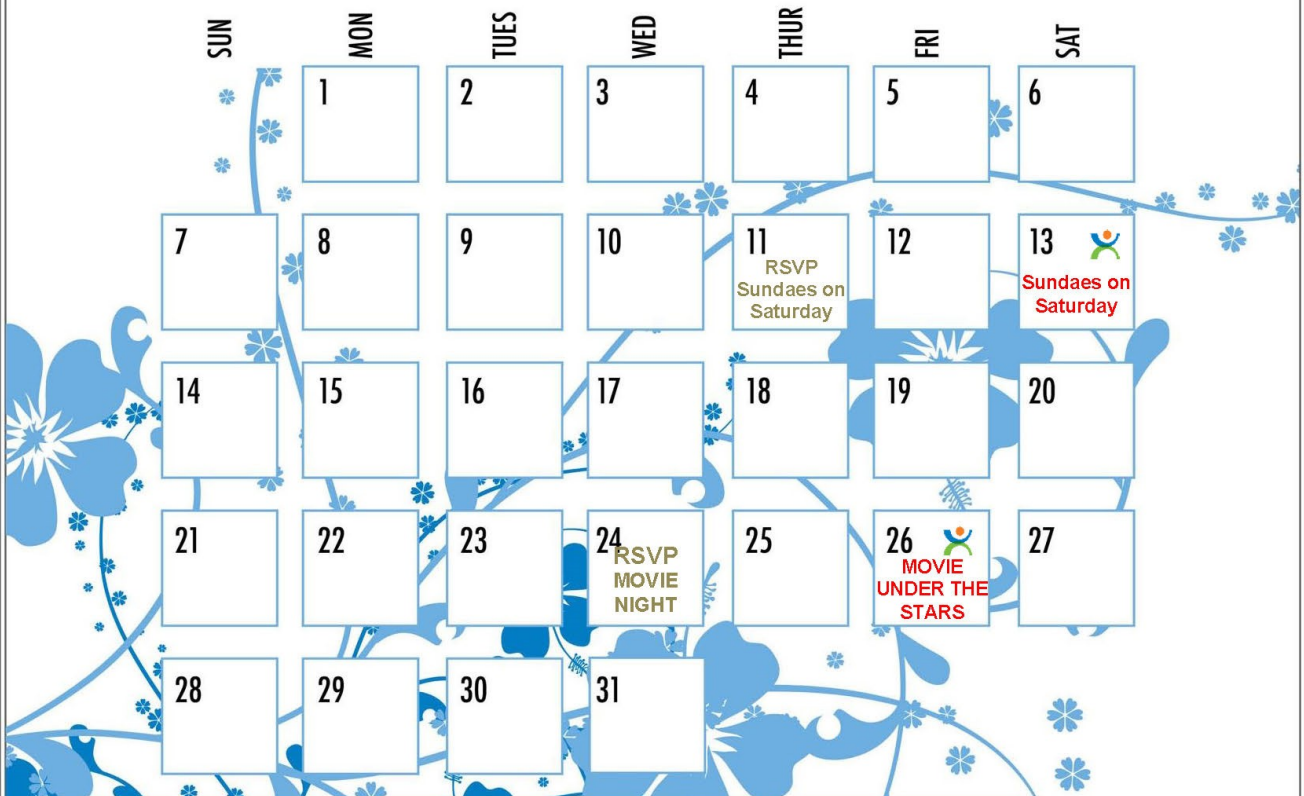 SUN MON TUES WED THUR FRI SAT
1 2 3 4 5 6
7 8 9 10 11 12 13
RSVP
Sundaes on
Saturday
Sundaes on
Saturday
14 15 16 17 18 19 20
21 22 23 24 25 26 27
RSVP
MOVIE
NIGHT
MOVIE
UNDER THE
STARS
28 29 30 31